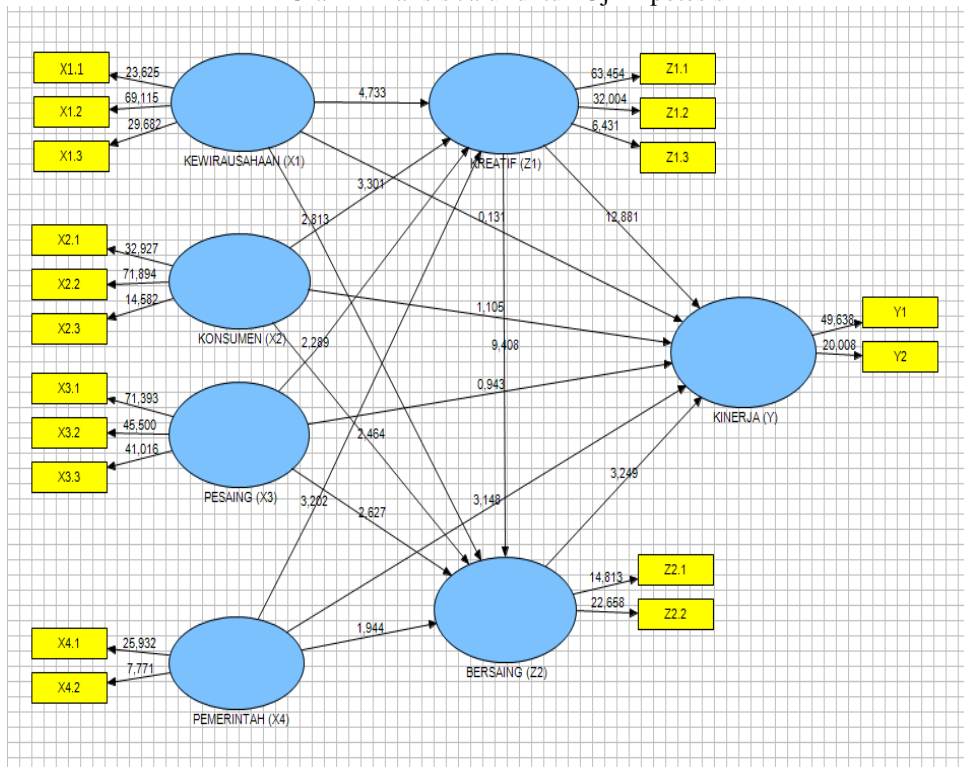 X1.1
23,625
69,115
X1.2
29,682
X1.3
KEWIRAUSAHAAN (X1)
4,733
63,454
Z1.1
32,004
Z1.2
6,431
Z1.3
KREATIF (Z1)
3,301
2,813
0,131
12,881
X2.1
32,927
71,894
X2.2
14,582
X2.3
KONSUMEN (X2)
1,105
2,289
9,408
49,638
Y1
20,008
Y2
KINERJA (Y)
0,943
X3.1
71,393
45,500
X3.2
41,016
X3.3
PESAING (X3)
2,464
3,202
2,627
3,148
3,249
14,813
Z2.1
22,658
Z2.2
BERSAING (Z2)
1,944
X4.1
25,932
7,771
X4.2
PEMERINTAH (X4)